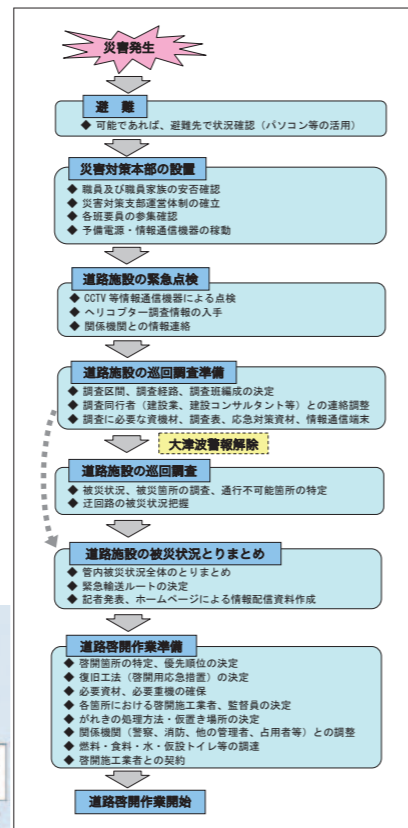 災害発生
避 難
◆ 可能であれば、避難先で状況確認（パソコン等の活用）
災害対策本部の設置
◆ 職員及び職員家族の安否確認
◆ 災害対策支部運営体制の確立
◆ 各班要員の参集確認
◆ 予備電源・情報通信機器の稼動
道路施設の緊急点検
◆ CCTV 等情報通信機器による点検
◆ ヘリコプター調査情報の入手
◆ 関係機関との情報連絡
道路施設の巡回調査準備
◆ 調査区間、調査経路、調査班編成の決定
◆ 調査同行者（建設業、建設コンサルタント等）との連絡調整
◆ 調査に必要な資機材、調査表、応急対策資材、情報通信端末
大津波警報解除
道路施設の巡回調査
◆ 被災状況、被災箇所の調査、通行不可能箇所の特定
◆ 迂回路の被災状況把握
道路施設の被災状況とりまとめ
◆ 管内被災状況全体のとりまとめ
◆ 緊急輸送ルートの決定
◆ 記者発表、ホームページによる情報配信資料作成
道路啓開作業準備
◆ 啓開箇所の特定、優先順位の決定
◆ 復旧工法（啓開用応急措置）の決定
◆ 必要資材、必要重機の確保
◆ 各箇所における啓開施工業者、監督員の決定
◆ がれきの処理方法・仮置き場所の決定
◆ 関係機関（警察、消防、他の管理者、占用者等）との調整
◆ 燃料・食料・水・仮設トイレ等の調達
◆ 啓開施工業者との契約
道路啓開作業開始